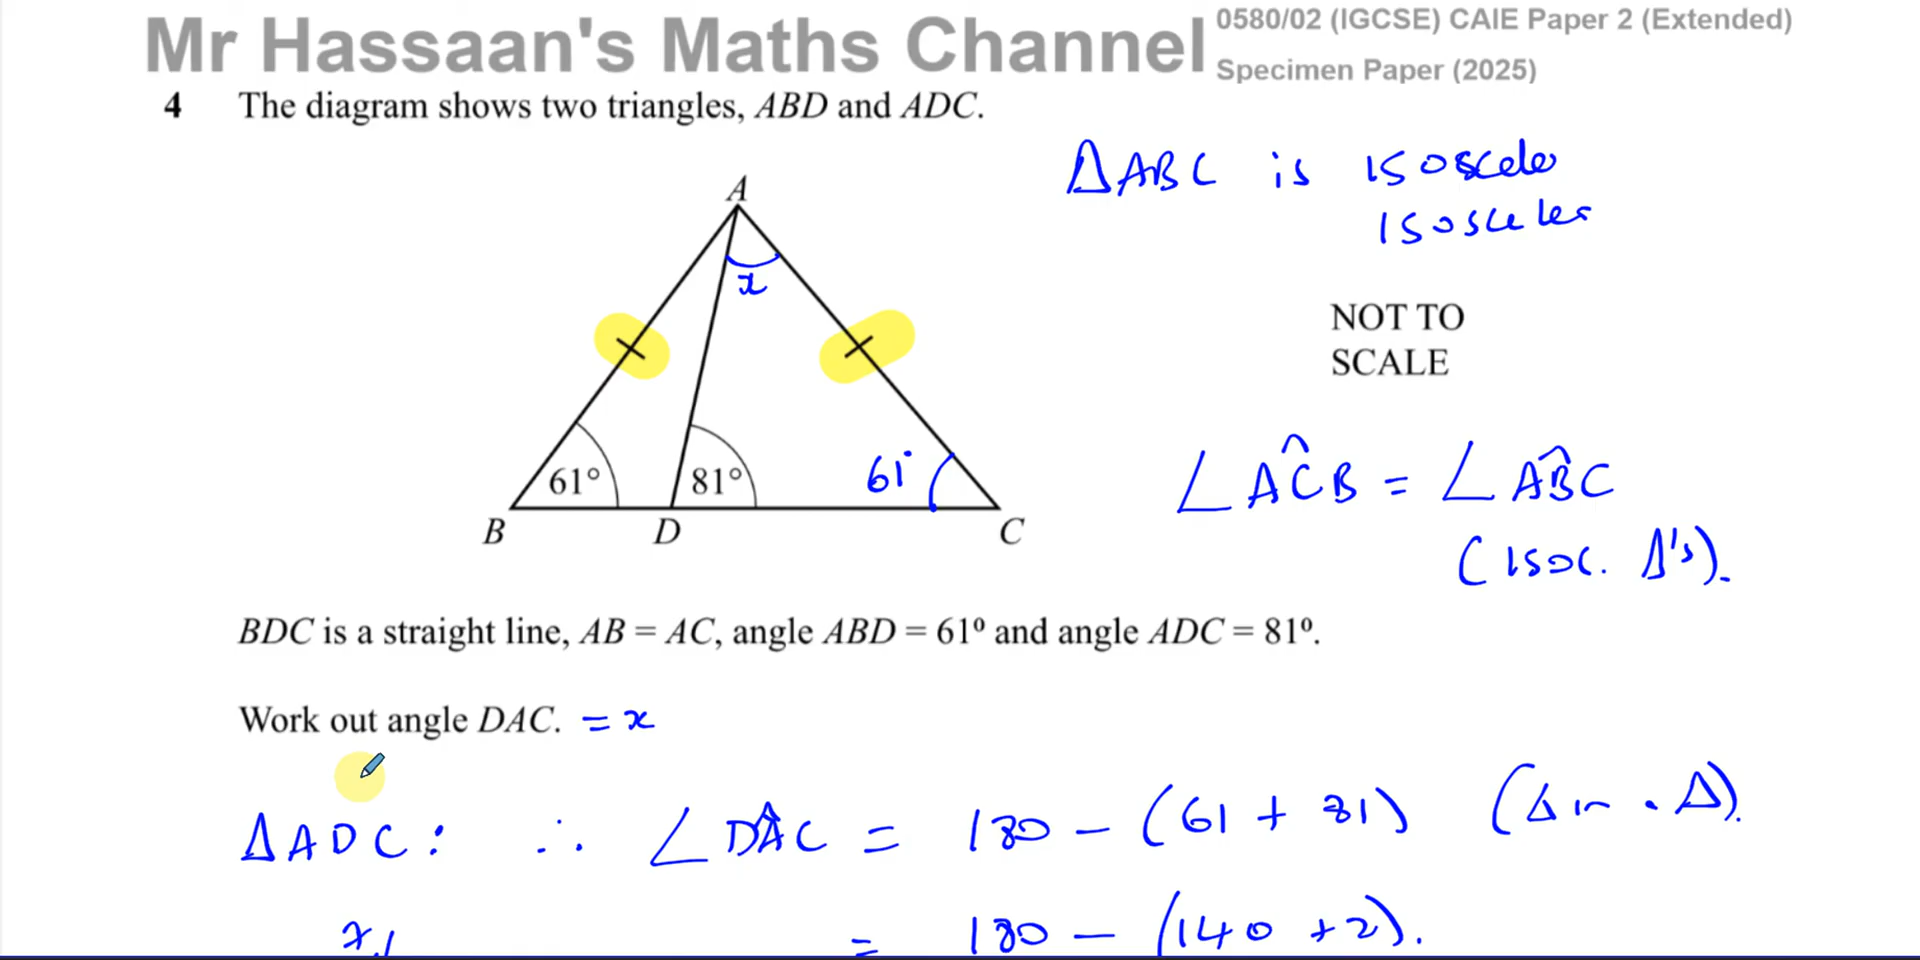 Mr Hassaan's Maths Channel
0580/02 (IGCSE) CAIE Paper 2 (Extended)
Specimen Paper (2025)
4 The diagram shows two triangles, ABD and ADC.
ΔABC is isoscele
isosceles
A
x
NOT TO
SCALE
61° 81° 61°
B D C
∠AĈB = ∠AB̂C
(isoc. Δ's).
BDC is a straight line, AB = AC, angle ABD = 61° and angle ADC = 81°.
Work out angle DAC. = x
ΔADC: ∴ ∠DÂC = 180 – (61 + 81)
= 180 – (140 + 2).